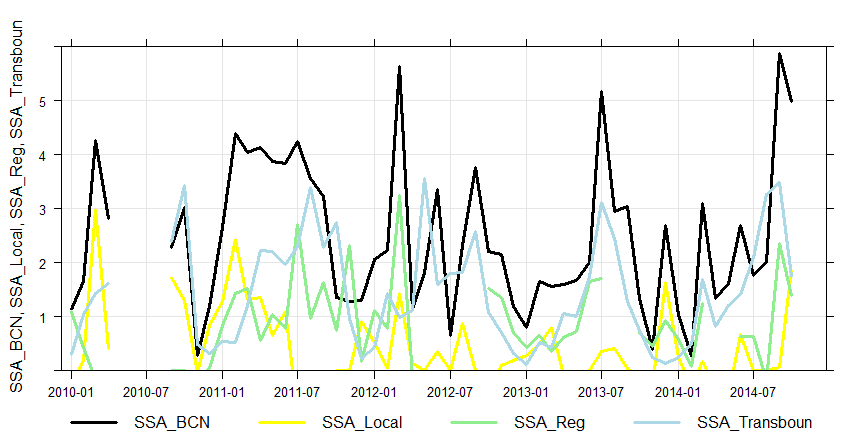 SSA_BCN, SSA_Local, SSA_Reg, SSA_Transboun
5
4
3
2
1
2010-01 2010-07 2011-01 2011-07 2012-01 2012-07 2013-01 2013-07 2014-01 2014-07
SSA_BCN SSA_Local SSA_Reg SSA_Transboun